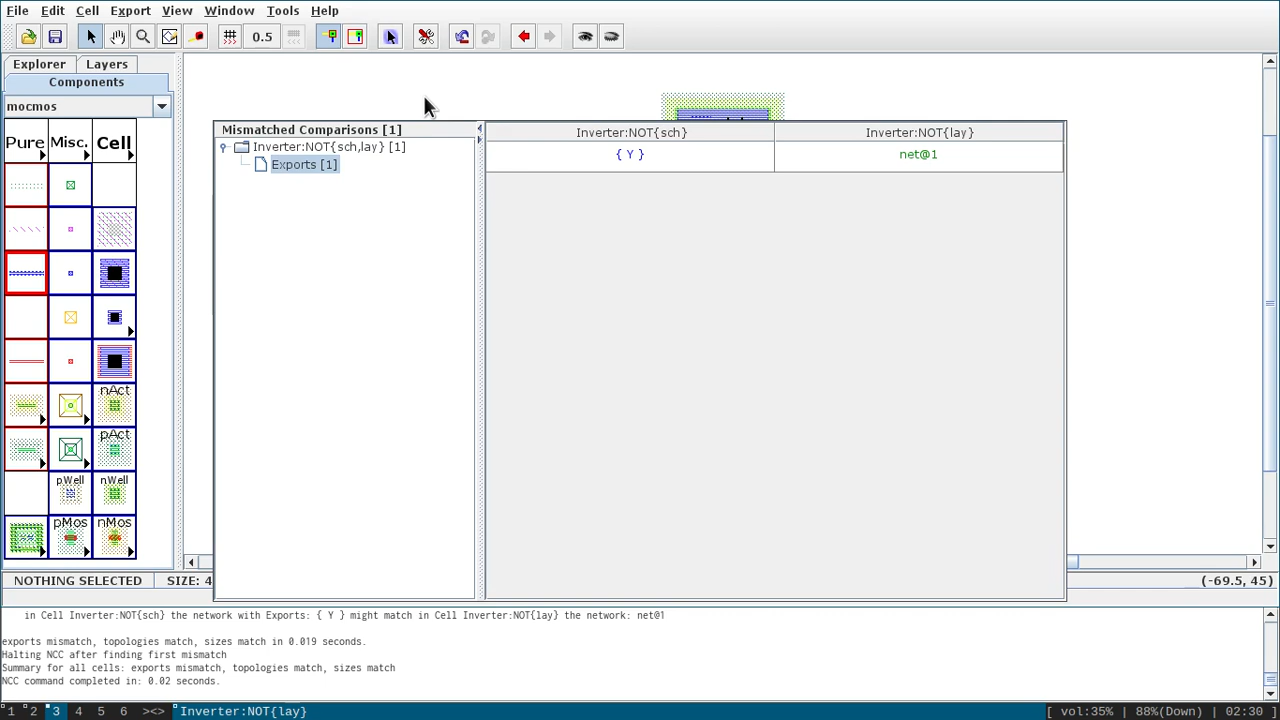 File Edit Cell Export View Window Tools Help
0.5
Explorer Layers
Components
mocmos
Pure Misc. Cell
nAct
pAct
pWell nWell
pMos nMos
Mismatched Comparisons [1]
Inverter:NOT{sch,lay} [1]
Exports [1]
Inverter:NOT{sch} Inverter:NOT{lay}
{ Y } net@1
NOTHING SELECTED SIZE: 4 (-69.5, 45)
in Cell Inverter:NOT{sch} the network with Exports: { Y } might match in Cell Inverter:NOT{lay} the network: net@1
exports mismatch, topologies match, sizes match in 0.019 seconds.
Halting NCC after finding first mismatch
Summary for all cells: exports mismatch, topologies match, sizes match
NCC command completed in: 0.02 seconds.
1 2 3 4 5 6 ><> Inverter:NOT{lay} [ vol:35% | 88%(Down) | 02:30 ]